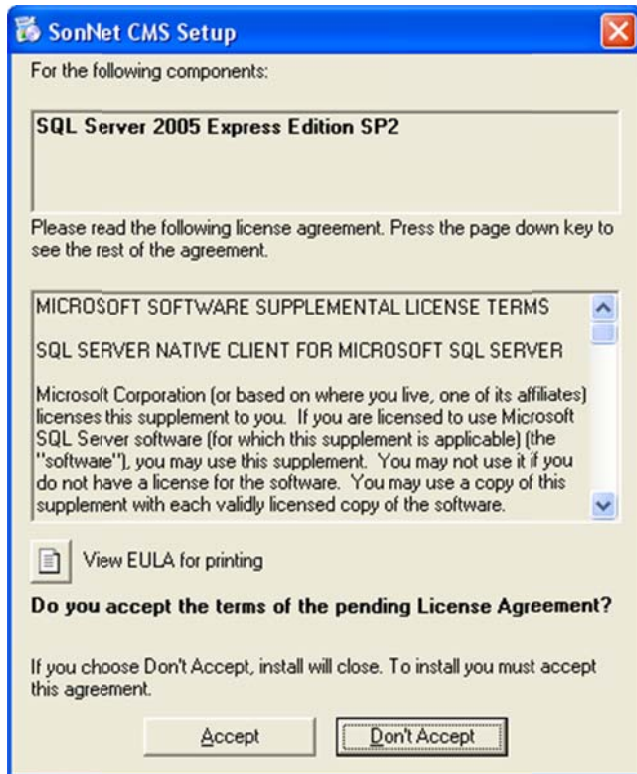 SonNet CMS Setup
For the following components:
SQL Server 2005 Express Edition SP2
Please read the following license agreement. Press the page down key to
see the rest of the agreement.
MICROSOFT SOFTWARE SUPPLEMENTAL LICENSE TERMS
SQL SERVER NATIVE CLIENT FOR MICROSOFT SQL SERVER
Microsoft Corporation (or based on where you live, one of its affiliates)
licenses this supplement to you.  If you are licensed to use Microsoft
SQL Server software (for which this supplement is applicable) (the
"software"), you may use this supplement.  You may not use it if you
do not have a license for the software.  You may use a copy of this
supplement with each validly licensed copy of the software.
View EULA for printing
Do you accept the terms of the pending License Agreement?
If you choose Don't Accept, install will close. To install you must accept
this agreement.
Accept
Don't Accept